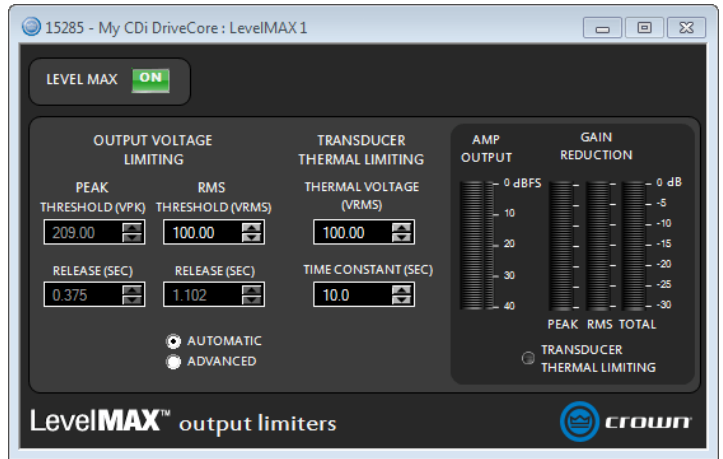 15285 - My CDi DriveCore : LevelMAX 1
LEVEL MAX ON
OUTPUT VOLTAGE
LIMITING
PEAK
THRESHOLD (VPK)
209.00
RELEASE (SEC)
0.375
RMS
THRESHOLD (VRMS)
100.00
RELEASE (SEC)
1.102
AUTOMATIC
ADVANCED
TRANSDUCER
THERMAL LIMITING
THERMAL VOLTAGE
(VRMS)
100.00
TIME CONSTANT (SEC)
10.0
AMP
OUTPUT
0 dBFS
10
20
30
40
GAIN
REDUCTION
0 dB
-5
-10
-15
-20
-25
-30
PEAK RMS TOTAL
TRANSDUCER
THERMAL LIMITING
LevelMAX™ output limiters
crown